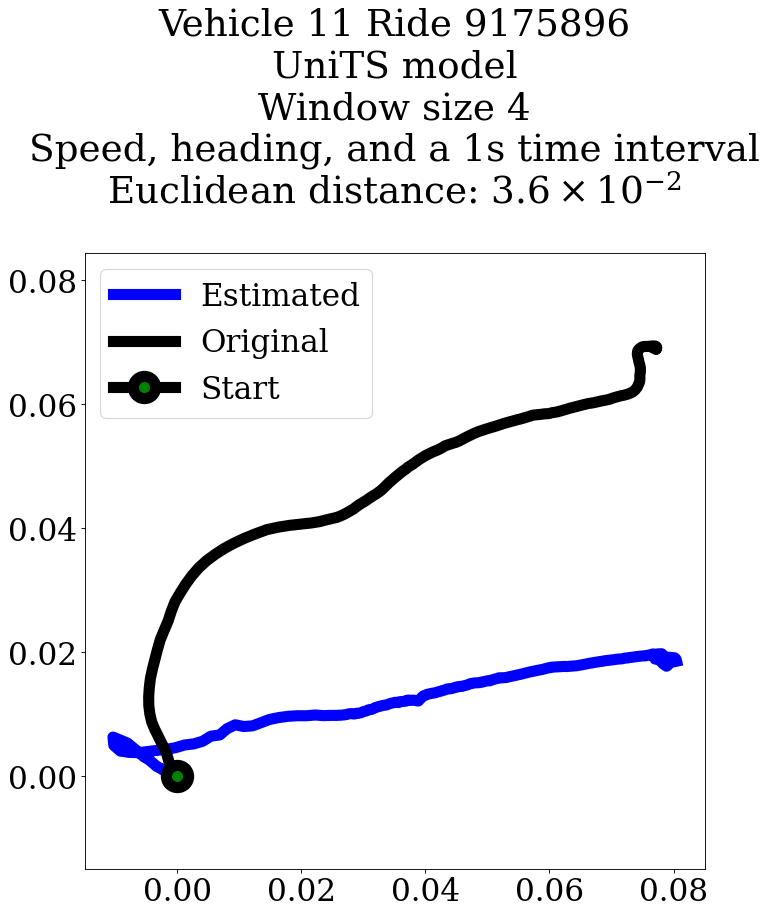 Vehicle 11 Ride 9175896
UniTS model
Window size 4
Speed, heading, and a 1s time interval
Euclidean distance: 3.6 × 10⁻²
Estimated
Original
Start
0.08
0.06
0.04
0.02
0.00
0.00 0.02 0.04 0.06 0.08